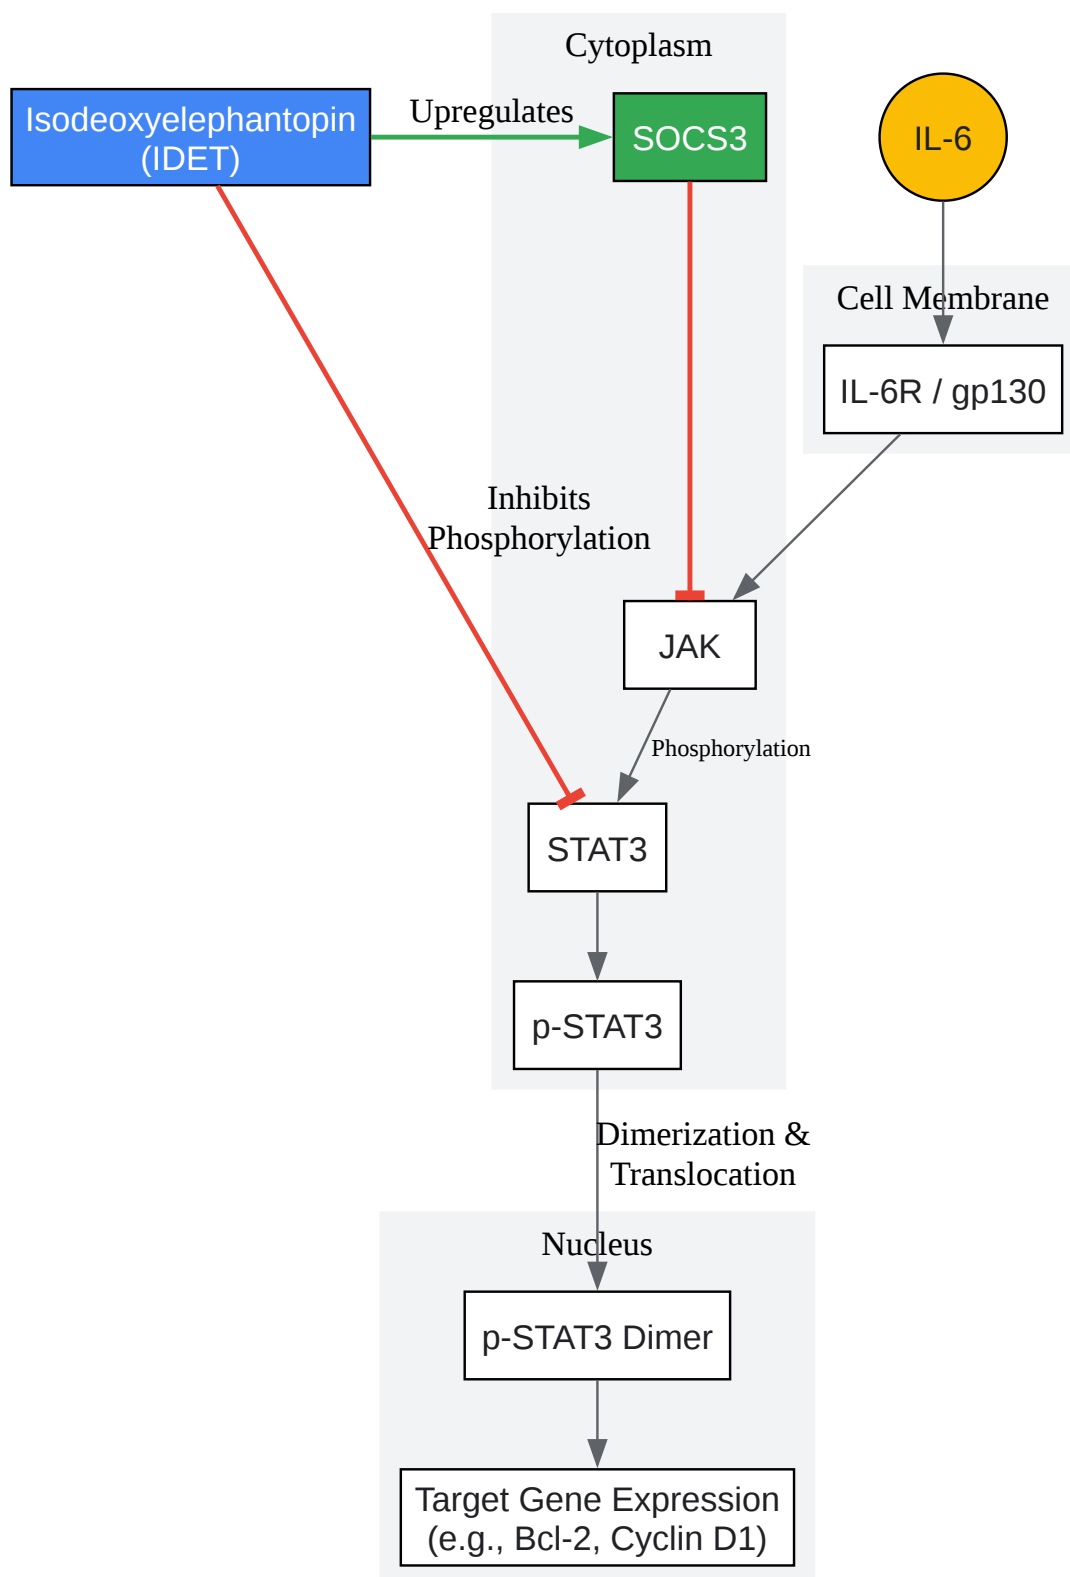 Cytoplasm
Isodeoxyelephantopin
(IDET)
Upregulates
SOCS3
IL-6
Cell Membrane
IL-6R / gp130
Inhibits
Phosphorylation
JAK
Phosphorylation
STAT3
p-STAT3
Dimerization &
Translocation
Nucleus
p-STAT3 Dimer
Target Gene Expression
(e.g., Bcl-2, Cyclin D1)